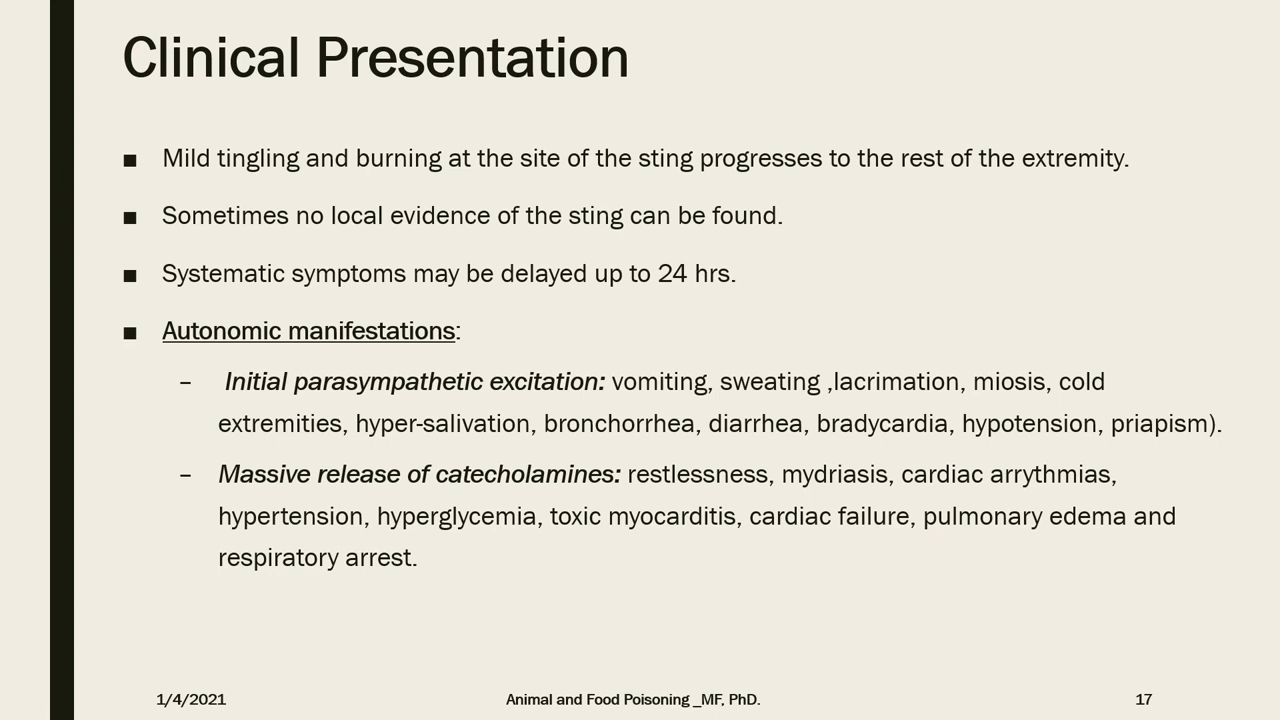 Clinical Presentation
■ Mild tingling and burning at the site of the sting progresses to the rest of the extremity.
■ Sometimes no local evidence of the sting can be found.
■ Systematic symptoms may be delayed up to 24 hrs.
■ Autonomic manifestations:
– Initial parasympathetic excitation: vomiting, sweating ,lacrimation, miosis, cold
extremities, hyper-salivation, bronchorrhea, diarrhea, bradycardia, hypotension, priapism).
– Massive release of catecholamines: restlessness, mydriasis, cardiac arrythmias,
hypertension, hyperglycemia, toxic myocarditis, cardiac failure, pulmonary edema and
respiratory arrest.
1/4/2021 Animal and Food Poisoning _MF, PhD. 17